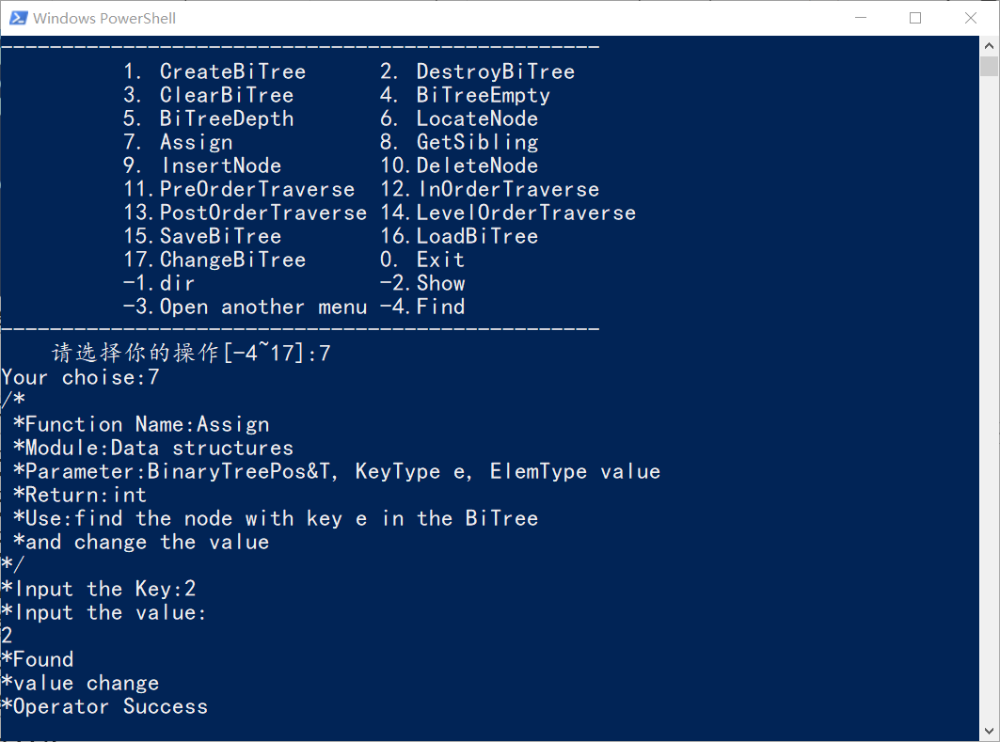 Windows PowerShell
--------------------------------------------------
1. CreateBiTree 2. DestroyBiTree
3. ClearBiTree 4. BiTreeEmpty
5. BiTreeDepth 6. LocateNode
7. Assign 8. GetSibling
9. InsertNode 10.DeleteNode
11.PreOrderTraverse 12.InOrderTraverse
13.PostOrderTraverse 14.LevelOrderTraverse
15.SaveBiTree 16.LoadBiTree
17.ChangeBiTree 0. Exit
-1.dir -2.Show
-3.Open another menu -4.Find
--------------------------------------------------
请选择你的操作[-4~17]:7
Your choise:7
/*
*Function Name:Assign
*Module:Data structures
*Parameter:BinaryTreePos&T, KeyType e, ElemType value
*Return:int
*Use:find the node with key e in the BiTree
*and change the value
*/
*Input the Key:2
*Input the value:
2
*Found
*value change
*Operator Success